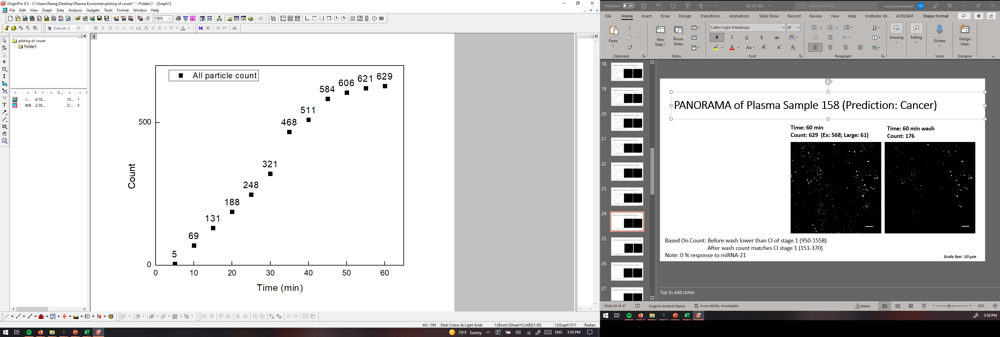 OriginPro 8.5 - C:\Users\Nareg\Desktop\Plasma Exosomes\ploting of count * - /Folder1/ - [Graph1]
File Edit View Graph Data Analysis Gadgets Tools Format Window Help
100%
Default: A 0 B I U
ploting of count
Folder1
C...
1... 4/18... 10... 1
8KB 2/28... 2/... 0
1
All particle count
5
69
131
188
248
321
468
511
584
606
621
629
500
0
Count
0 10 20 30 40 50 60
Time (min)
AU : ON Dark Colors & Light Grids 1:[Book1]Sheet1!Col(B)[1:30] 1:[Graph1]1!1 Radian
79°F Sunny ENG 3:50 PM
AutoSave Off 04-04-202... Search (Alt+Q) nareg ohannesian NO
File Home Insert Draw Design Transitions Animations Slide Show Record Review View Help EndNote X8 ACROBAT Shape Format
Paste
New Slide
Reuse Slides
Calibri Light (Headings) 36
B I U S ab AV
Aa A A
Drawing
Editing
Dictate
Design Ideas
Clipboard Slides Font Paragraph Voice Designer
18
19
20
21
22
23
24
25
26
27
PANORAMA of Plasma Sample 158 (Prediction: Cancer)
Time: 60 min
Count: 629 (Ex: 568; Large: 61)
Time: 60 min wash
Count: 176
Based On Count: Before wash lower than CI of stage 1 (950-1558)
After wash count matches CI stage 1 (151-370)
Note: 0 % response to miRNA-21
Scale bar: 10 µm
Tap to add notes
Slide 24 of 47 English (United States) Accessibility: Investigate Notes 82%
3:50 PM